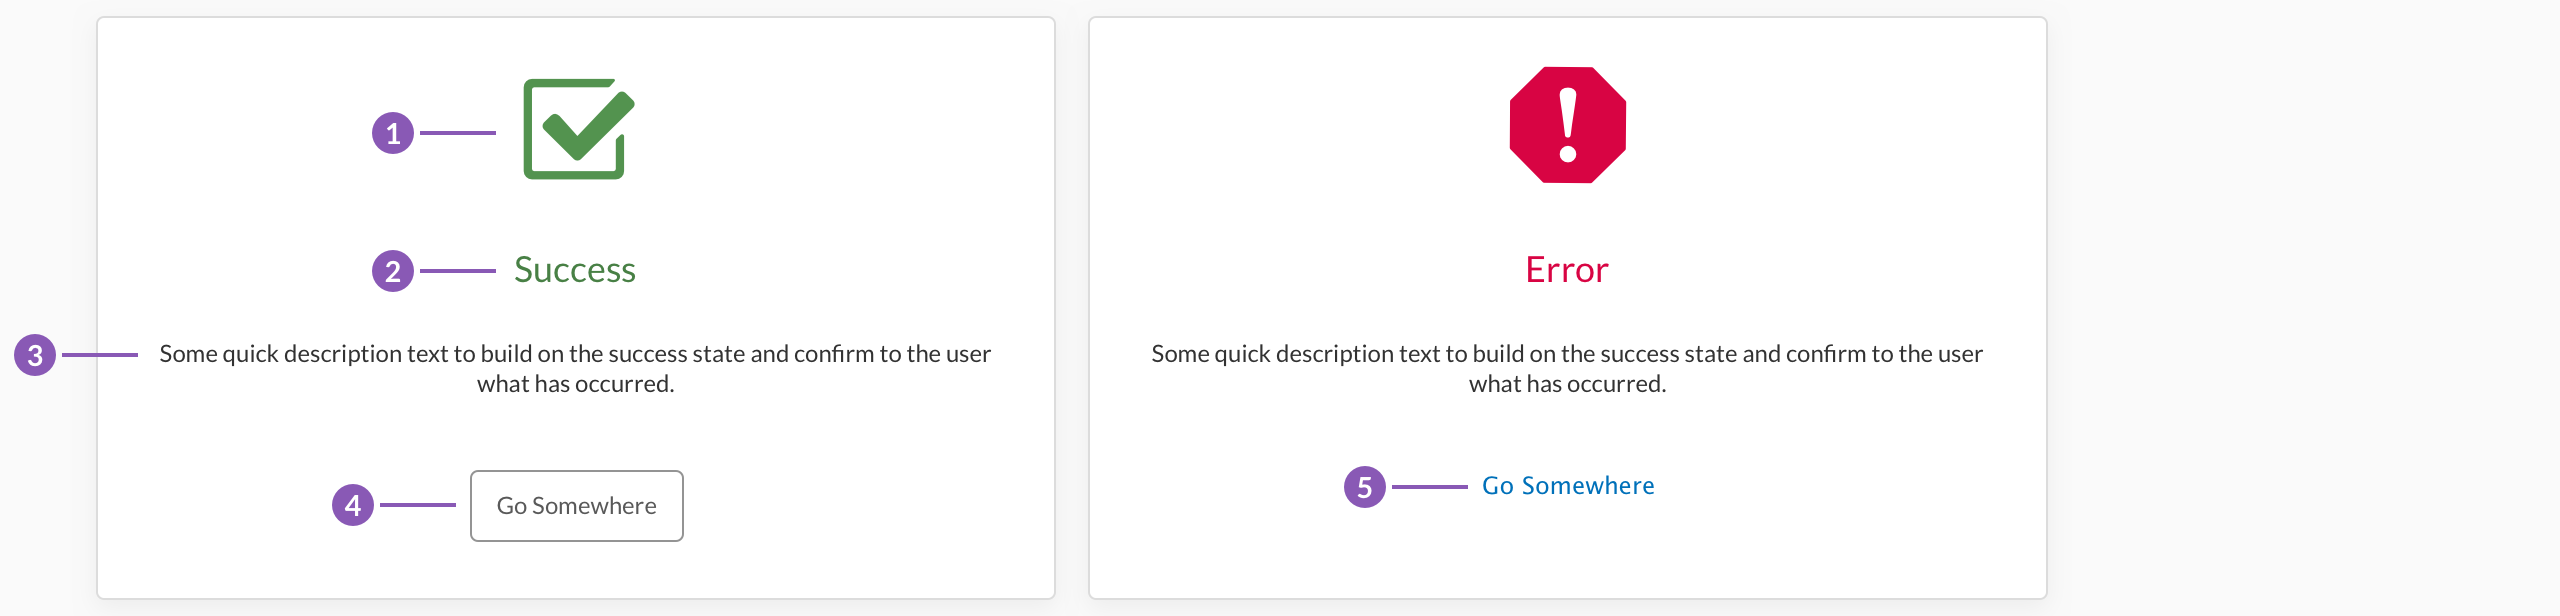 1
2 Success
3 Some quick description text to build on the success state and confirm to the user
what has occurred.
4 Go Somewhere
!
Error
Some quick description text to build on the success state and confirm to the user
what has occurred.
5 Go Somewhere